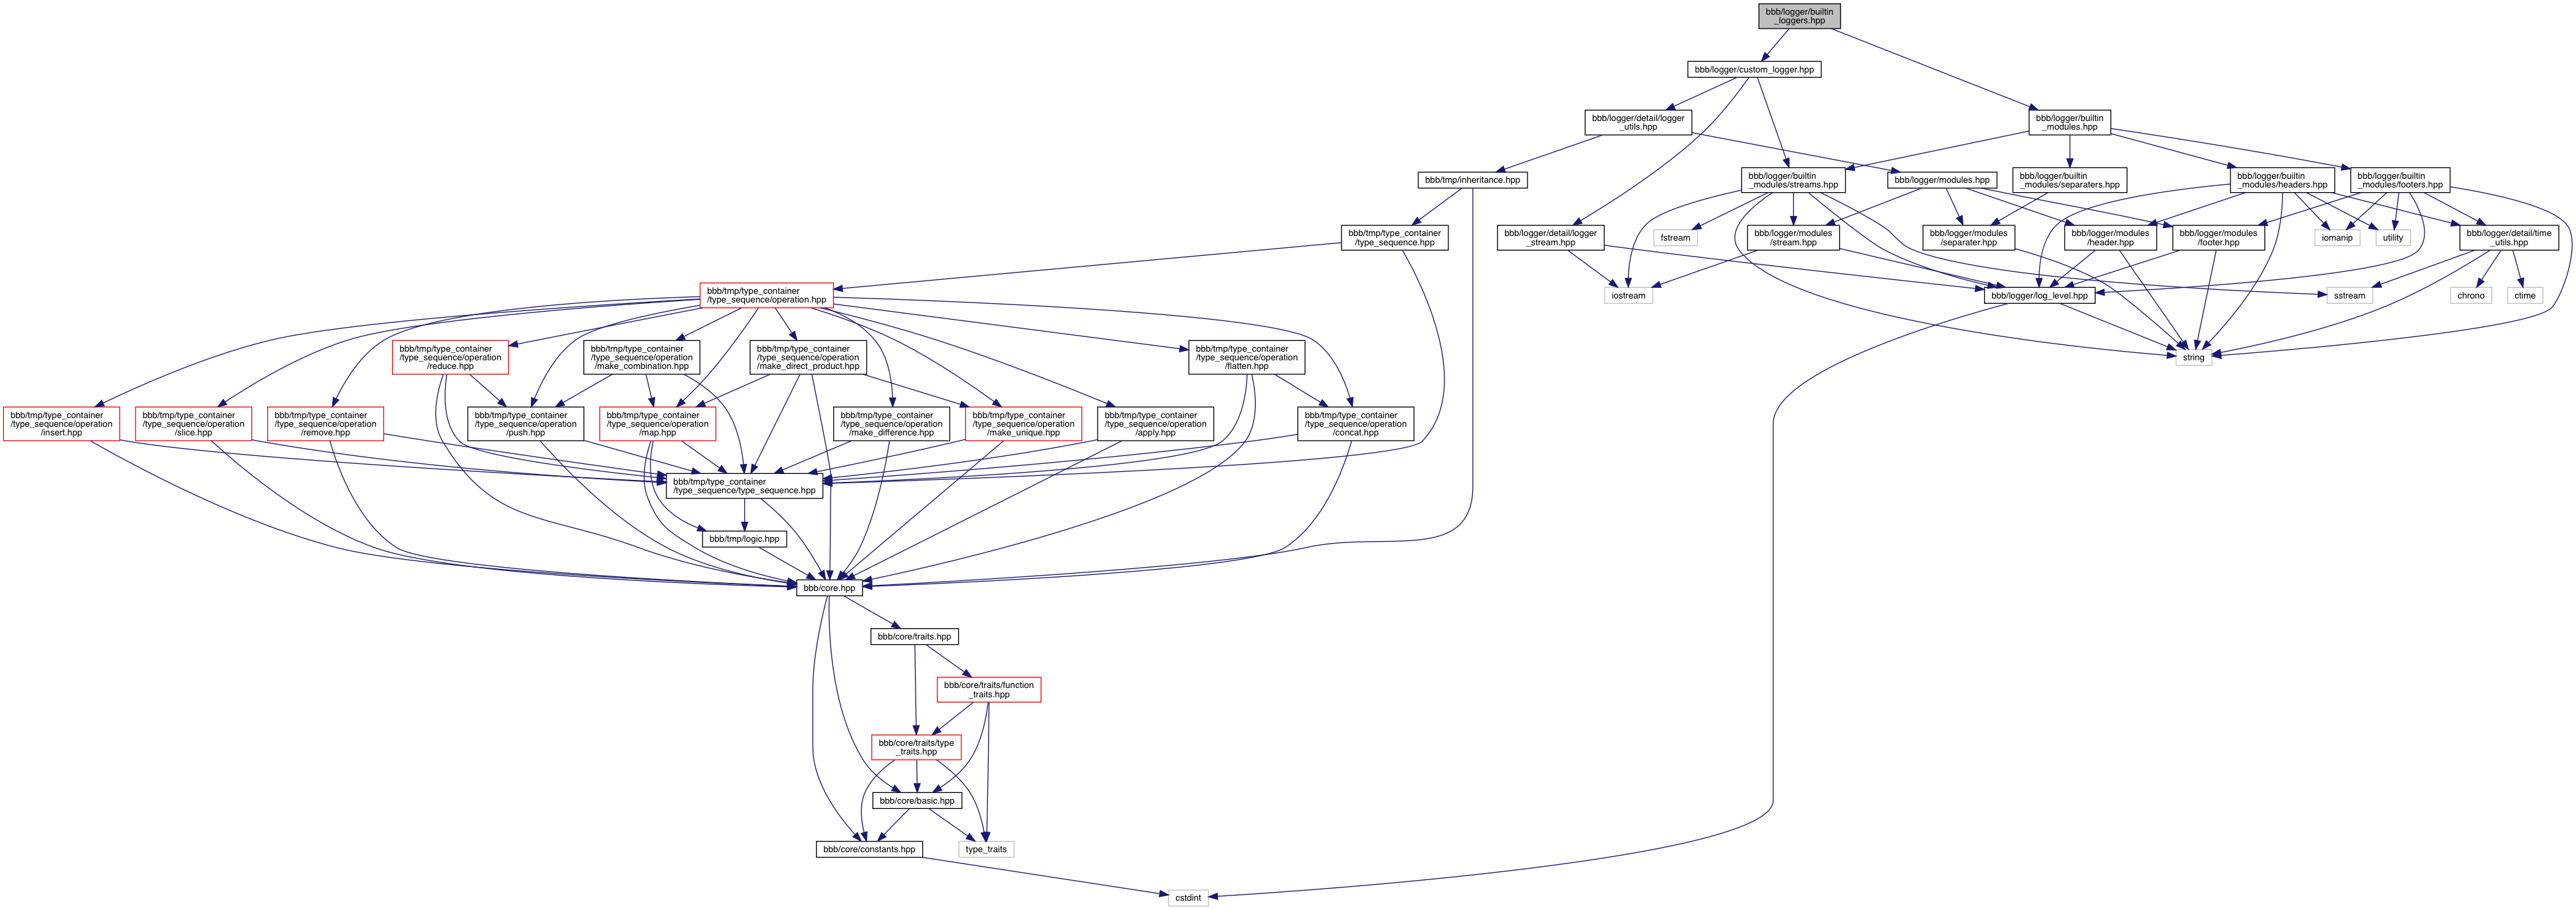 bbb/logger/builtin
_loggers.hpp
bbb/logger/custom_logger.hpp
bbb/logger/detail/logger
_utils.hpp
bbb/logger/builtin
_modules.hpp
bbb/tmp/inheritance.hpp
bbb/logger/builtin
_modules/streams.hpp
bbb/logger/modules.hpp
bbb/logger/builtin
_modules/separaters.hpp
bbb/logger/builtin
_modules/headers.hpp
bbb/logger/builtin
_modules/footers.hpp
bbb/tmp/type_container
/type_sequence.hpp
bbb/logger/detail/logger
_stream.hpp
fstream
bbb/logger/modules
/stream.hpp
bbb/logger/modules
/separater.hpp
bbb/logger/modules
/header.hpp
bbb/logger/modules
/footer.hpp
iomanip
utility
bbb/logger/detail/time
_utils.hpp
bbb/tmp/type_container
/type_sequence/operation.hpp
iostream
bbb/logger/log_level.hpp
sstream
chrono
ctime
bbb/tmp/type_container
/type_sequence/operation
/reduce.hpp
bbb/tmp/type_container
/type_sequence/operation
/make_combination.hpp
bbb/tmp/type_container
/type_sequence/operation
/make_direct_product.hpp
bbb/tmp/type_container
/type_sequence/operation
/flatten.hpp
string
bbb/tmp/type_container
/type_sequence/operation
/insert.hpp
bbb/tmp/type_container
/type_sequence/operation
/slice.hpp
bbb/tmp/type_container
/type_sequence/operation
/remove.hpp
bbb/tmp/type_container
/type_sequence/operation
/push.hpp
bbb/tmp/type_container
/type_sequence/operation
/map.hpp
bbb/tmp/type_container
/type_sequence/operation
/make_difference.hpp
bbb/tmp/type_container
/type_sequence/operation
/make_unique.hpp
bbb/tmp/type_container
/type_sequence/operation
/apply.hpp
bbb/tmp/type_container
/type_sequence/operation
/concat.hpp
bbb/tmp/type_container
/type_sequence/type_sequence.hpp
bbb/tmp/logic.hpp
bbb/core.hpp
bbb/core/traits.hpp
bbb/core/traits/function
_traits.hpp
bbb/core/traits/type
_traits.hpp
bbb/core/basic.hpp
bbb/core/constants.hpp
type_traits
cstdint